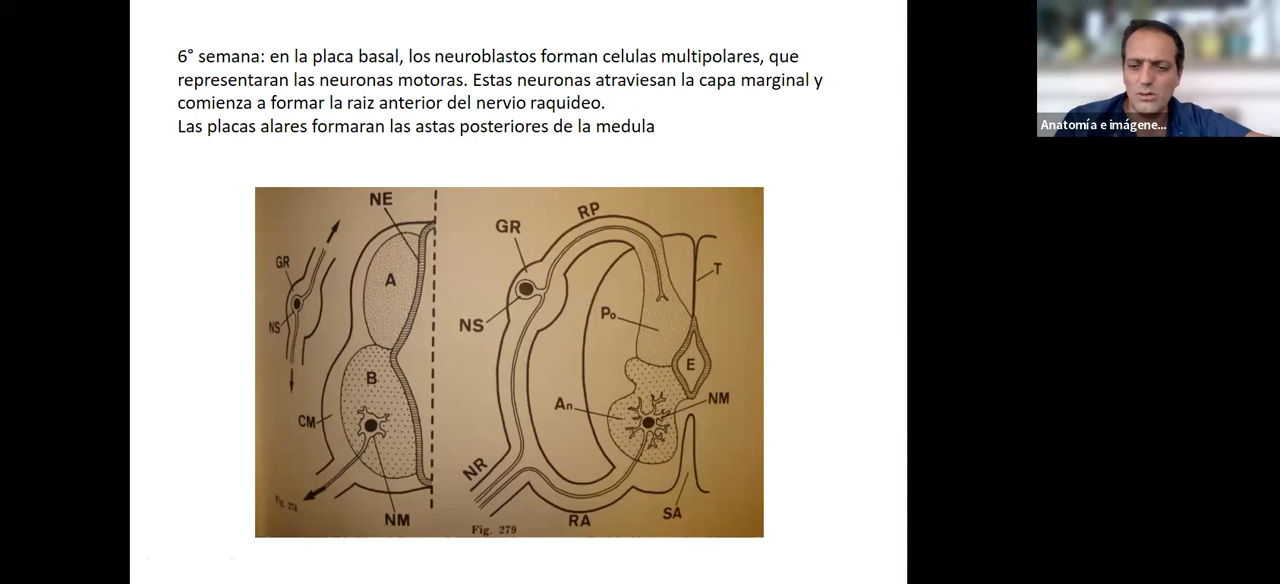 6° semana: en la placa basal, los neuroblastos forman celulas multipolares, que
representaran las neuronas motoras. Estas neuronas atraviesan la capa marginal y
comienza a formar la raiz anterior del nervio raquideo.
Las placas alares formaran las astas posteriores de la medula
Anatomía e imágene...
NE
GR
A
NS
B
CM
NM
Fig. 278
RP
GR
T
NS
Po
E
An
NM
NR
RA
SA
Fig. 279